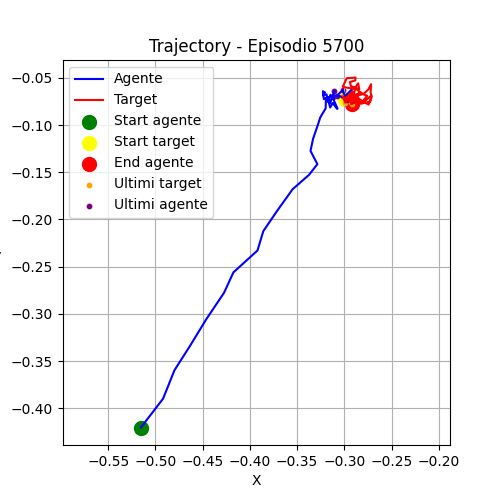 Trajectory - Episodio 5700
Agente
Target
Start agente
Start target
End agente
Ultimi target
Ultimi agente
−0.05
−0.10
−0.15
−0.20
−0.25
−0.30
−0.35
−0.40
−0.55 −0.50 −0.45 −0.40 −0.35 −0.30 −0.25 −0.20
X